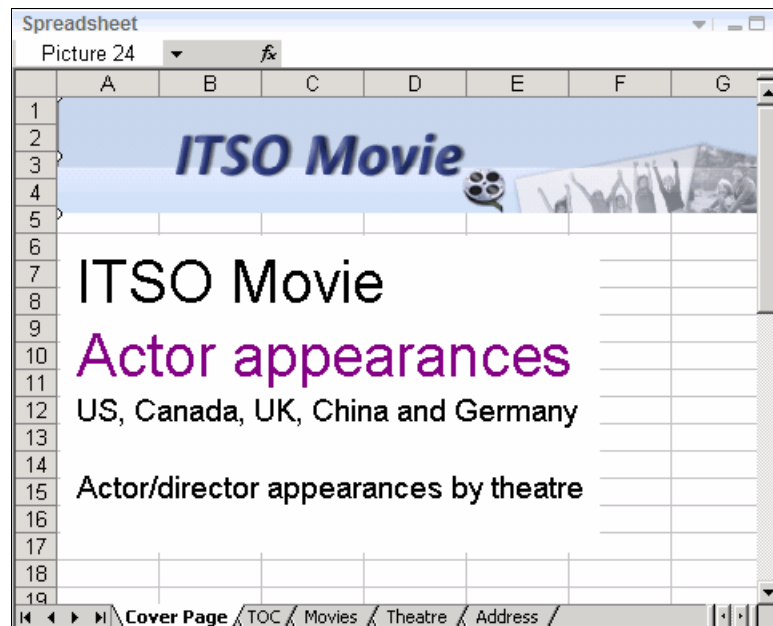 Spreadsheet
Picture 24 fx
A B C D E F G
1
2
3
4
5
6
7
8
9
10
11
12
13
14
15
16
17
18
19
ITSO Movie
ITSO Movie
Actor appearances
US, Canada, UK, China and Germany
Actor/director appearances by theatre
Cover Page TOC Movies Theatre Address